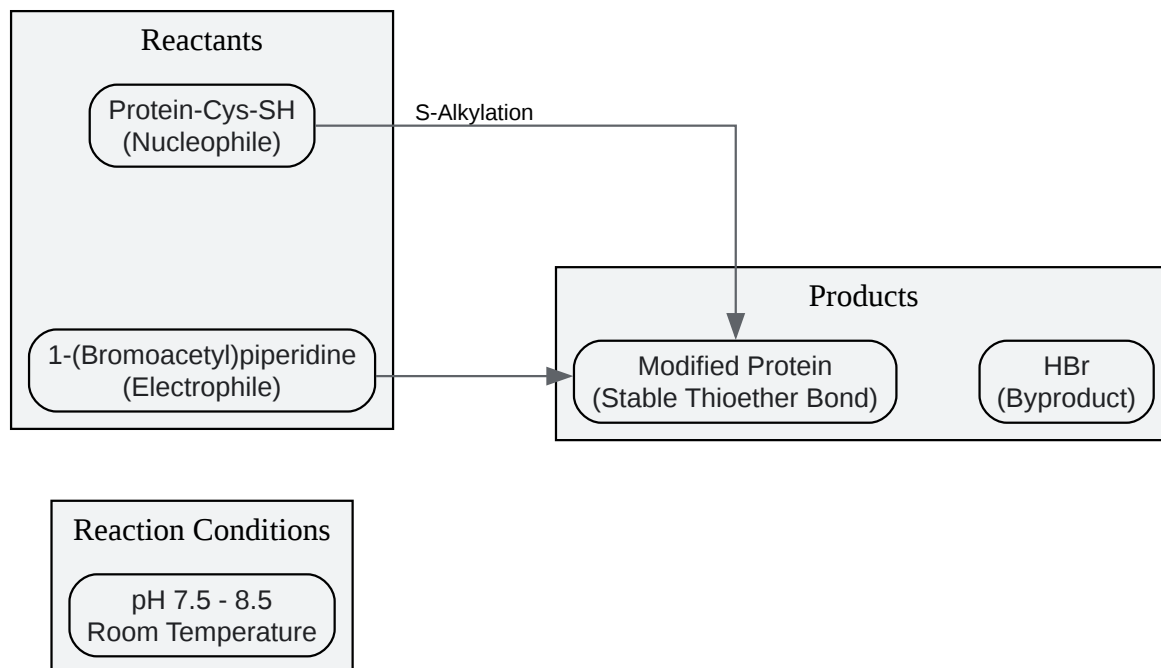 Reactants
Protein-Cys-SH
(Nucleophile)
S-Alkylation
1-(Bromoacetyl)piperidine
(Electrophile)
Products
Modified Protein
(Stable Thioether Bond)
HBr
(Byproduct)
Reaction Conditions
pH 7.5 - 8.5
Room Temperature